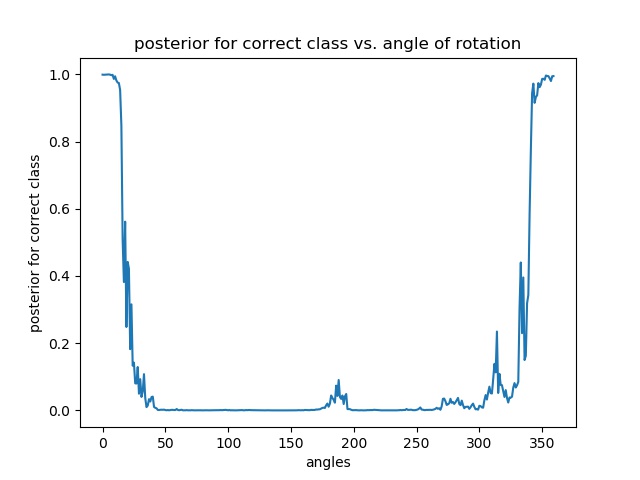 posterior for correct class vs. angle of rotation
posterior for correct class
1.0
0.8
0.6
0.4
0.2
0.0
0 50 100 150 200 250 300 350
angles